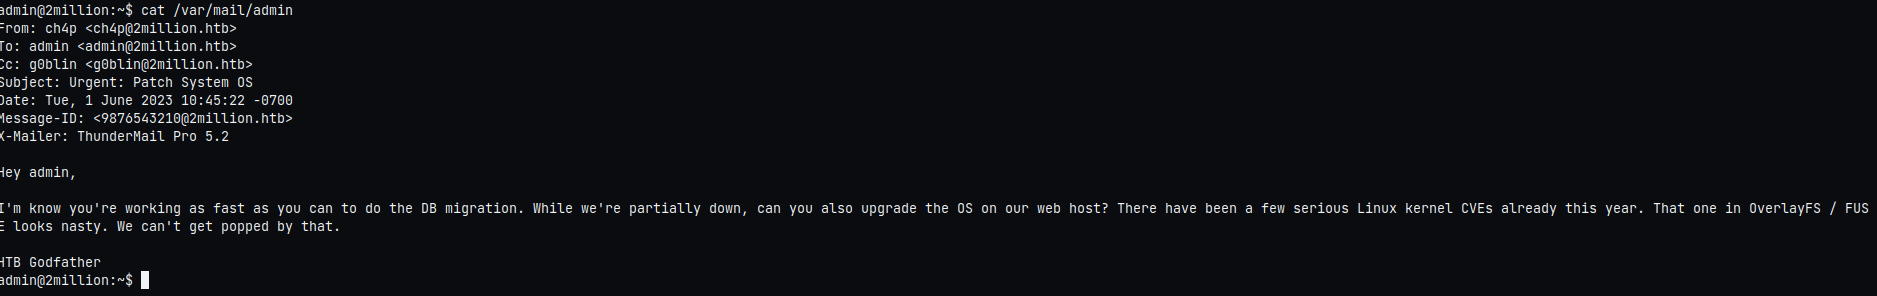 admin@2million:~$ cat /var/mail/admin
From: ch4p <ch4p@2million.htb>
To: admin <admin@2million.htb>
Cc: g0blin <g0blin@2million.htb>
Subject: Urgent: Patch System OS
Date: Tue, 1 June 2023 10:45:22 -0700
Message-ID: <9876543210@2million.htb>
X-Mailer: ThunderMail Pro 5.2
Hey admin,
I'm know you're working as fast as you can to do the DB migration. While we're partially down, can you also upgrade the OS on our web host? There have been a few serious Linux kernel CVEs already this year. That one in OverlayFS / FUS
E looks nasty. We can't get popped by that.
HTB Godfather
admin@2million:~$